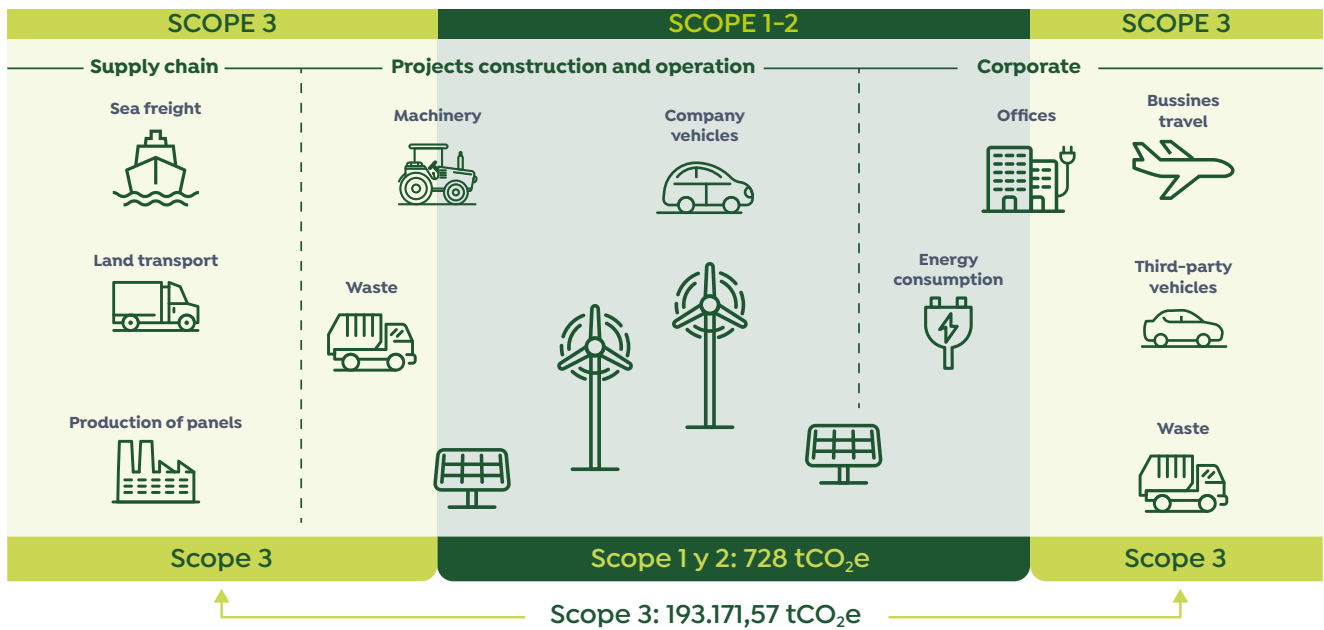 SCOPE 3
SCOPE 1-2
SCOPE 3
Supply chain
Projects construction and operation
Corporate
Sea freight
Machinery
Company
vehicles
Offices
Bussines
travel
Land transport
Waste
Energy
consumption
Third-party
vehicles
Production of panels
Waste
Scope 3
Scope 1 y 2: 728 tCO₂e
Scope 3
Scope 3: 193.171,57 tCO₂e